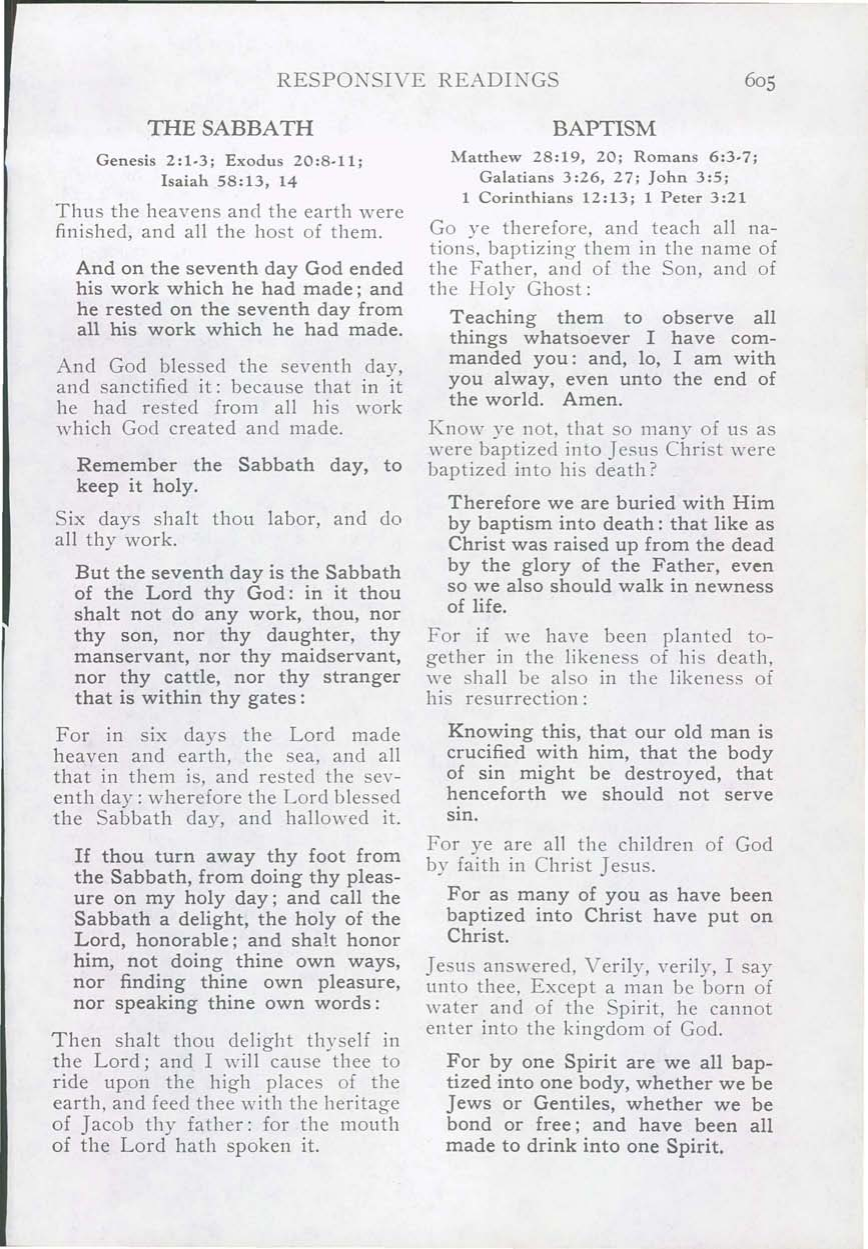 RESPONSIVE READINGS 605
THE SABBATH
Genesis 2:1-3; Exodus 20:8-11;
Isaiah 58:13, 14
Thus the heavens and the earth were
finished, and all the host of them.
And on the seventh day God ended
his work which he had made; and
he rested on the seventh day from
all his work which he had made.
And God blessed the seventh day,
and sanctified it: because that in it
he had rested from all his work
which God created and made.
Remember the Sabbath day, to
keep it holy.
Six days shalt thou labor, and do
all thy work.
But the seventh day is the Sabbath
of the Lord thy God: in it thou
shalt not do any work, thou, nor
thy son, nor thy daughter, thy
manservant, nor thy maidservant,
nor thy cattle, nor thy stranger
that is within thy gates:
For in six days the Lord made
heaven and earth, the sea, and all
that in them is, and rested the sev-
enth day: wherefore the Lord blessed
the Sabbath day, and hallowed it.
If thou turn away thy foot from
the Sabbath, from doing thy pleas-
ure on my holy day; and call the
Sabbath a delight, the holy of the
Lord, honorable; and shalt honor
him, not doing thine own ways,
nor finding thine own pleasure,
nor speaking thine own words:
Then shalt thou delight thyself in
the Lord; and I will cause thee to
ride upon the high places of the
earth, and feed thee with the heritage
of Jacob thy father: for the mouth
of the Lord hath spoken it.
BAPTISM
Matthew 28:19, 20; Romans 6:3-7;
Galatians 3:26, 27; John 3:5;
1 Corinthians 12:13; 1 Peter 3:21
Go ye therefore, and teach all na-
tions, baptizing them in the name of
the Father, and of the Son, and of
the Holy Ghost:
Teaching them to observe all
things whatsoever I have com-
manded you: and, lo, I am with
you alway, even unto the end of
the world. Amen.
Know ye not, that so many of us as
were baptized into Jesus Christ were
baptized into his death?
Therefore we are buried with Him
by baptism into death: that like as
Christ was raised up from the dead
by the glory of the Father, even
so we also should walk in newness
of life.
For if we have been planted to-
gether in the likeness of his death,
we shall be also in the likeness of
his resurrection:
Knowing this, that our old man is
crucified with him, that the body
of sin might be destroyed, that
henceforth we should not serve
sin.
For ye are all the children of God
by faith in Christ Jesus.
For as many of you as have been
baptized into Christ have put on
Christ.
Jesus answered, Verily, verily, I say
unto thee, Except a man be born of
water and of the Spirit, he cannot
enter into the kingdom of God.
For by one Spirit are we all bap-
tized into one body, whether we be
Jews or Gentiles, whether we be
bond or free; and have been all
made to drink into one Spirit.